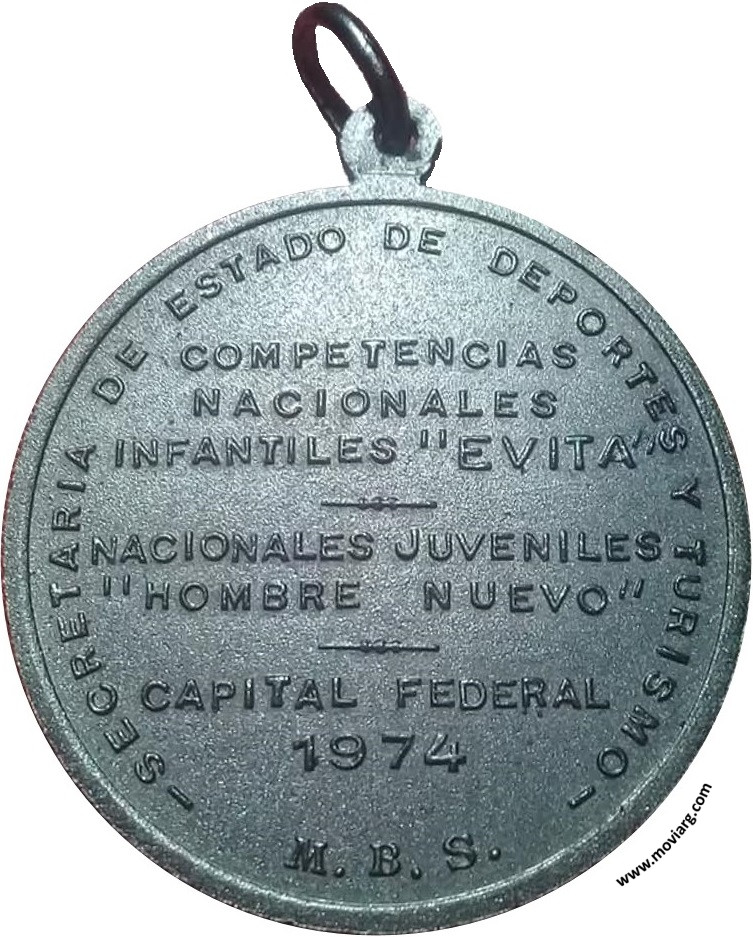 SECRETARIA DE ESTADO DE DEPORTES Y TURISMO
COMPETENCIAS
NACIONALES
INFANTILES "EVITA"
NACIONALES JUVENILES
"HOMBRE NUEVO"
CAPITAL FEDERAL
1974
M.B.S.
www.moviarg.com